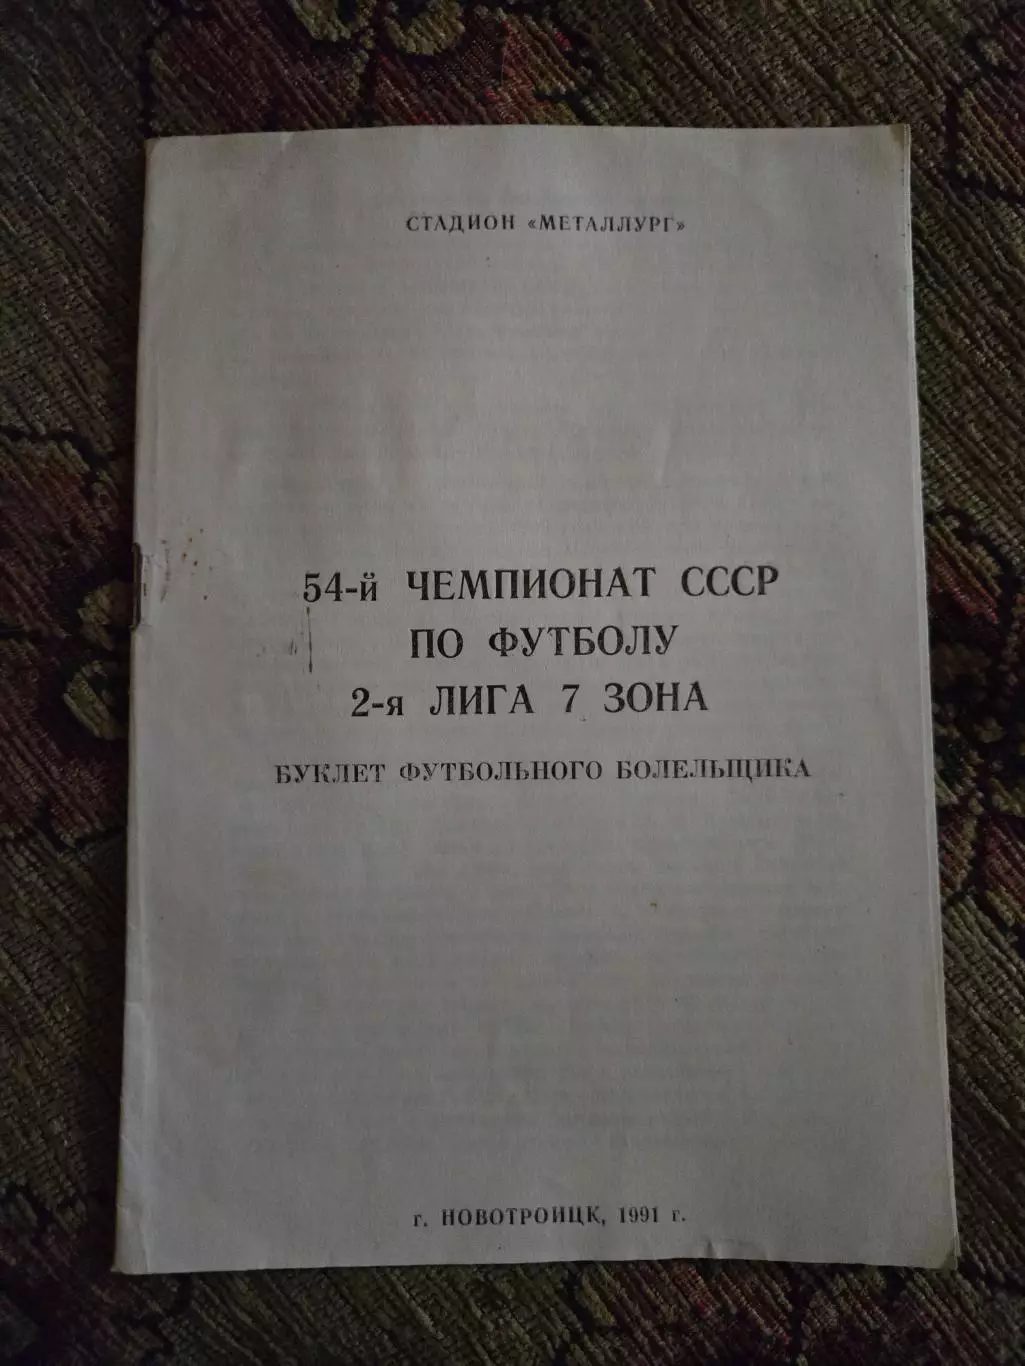 СТАДИОН «МЕТАЛЛУРГ»
54-й ЧЕМПИОНАТ СССР
ПО ФУТБОЛУ
2-я ЛИГА 7 ЗОНА
БУКЛЕТ ФУТБОЛЬНОГО БОЛЕЛЬЩИКА
г. НОВОТРОИЦК, 1991 г.